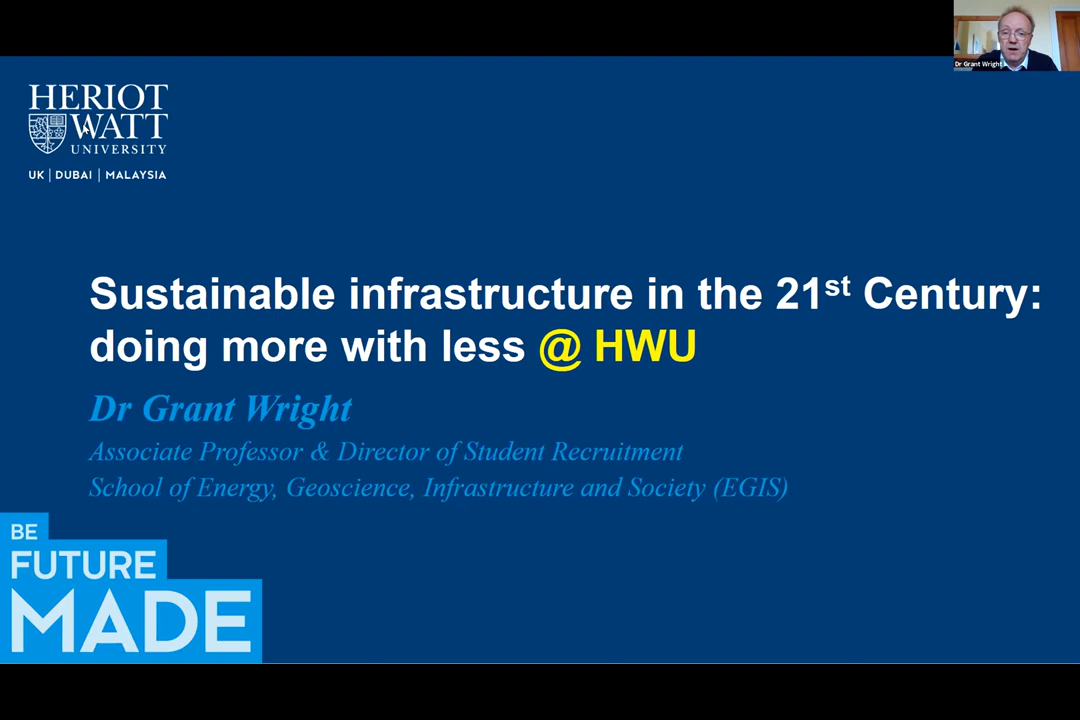 Dr Grant Wright
HERIOT
WATT
UNIVERSITY
UK | DUBAI | MALAYSIA
Sustainable infrastructure in the 21st Century:
doing more with less @ HWU
Dr Grant Wright
Associate Professor & Director of Student Recruitment
School of Energy, Geoscience, Infrastructure and Society (EGIS)
BE
FUTURE
MADE